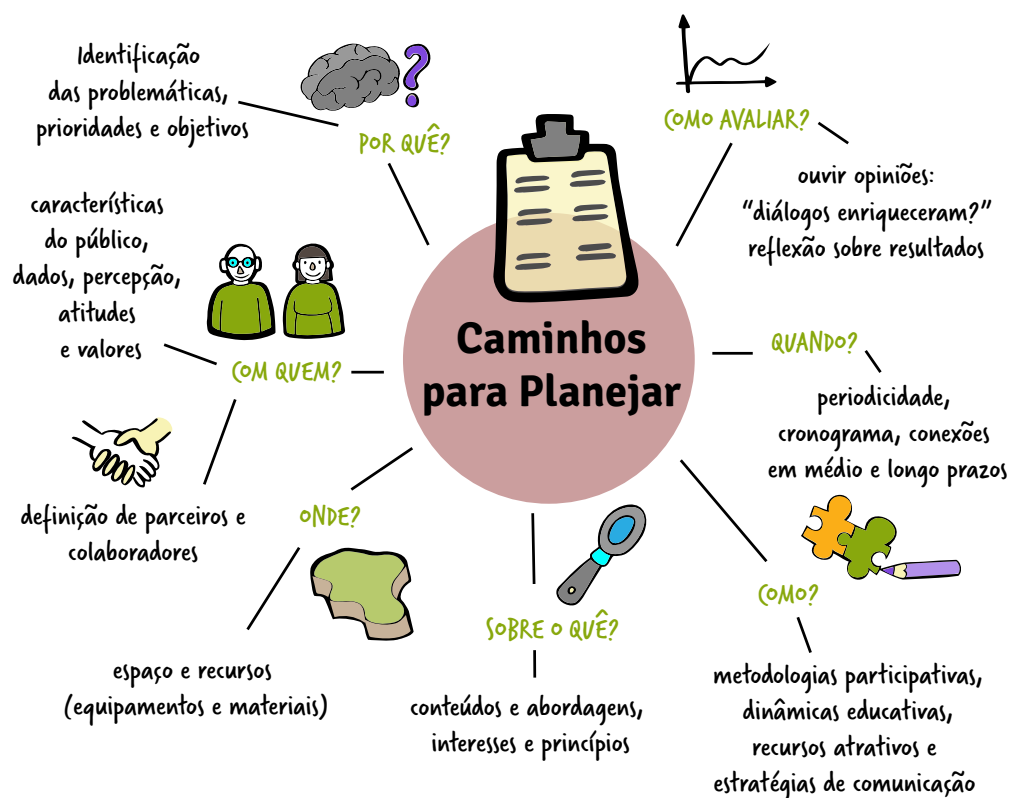 Caminhos
para Planejar
POR QUÊ?
Identificação
das problemáticas,
prioridades e objetivos
COM QUEM?
características
do público,
dados, percepção,
atitudes
e valores
definição de parceiros e
colaboradores
ONDE?
espaço e recursos
(equipamentos e materiais)
SOBRE O QUÊ?
conteúdos e abordagens,
interesses e princípios
COMO?
metodologias participativas,
dinâmicas educativas,
recursos atrativos e
estratégias de comunicação
QUANDO?
periodicidade,
cronograma, conexões
em médio e longo prazos
COMO AVALIAR?
ouvir opiniões:
“diálogos enriqueceram?”
reflexão sobre resultados